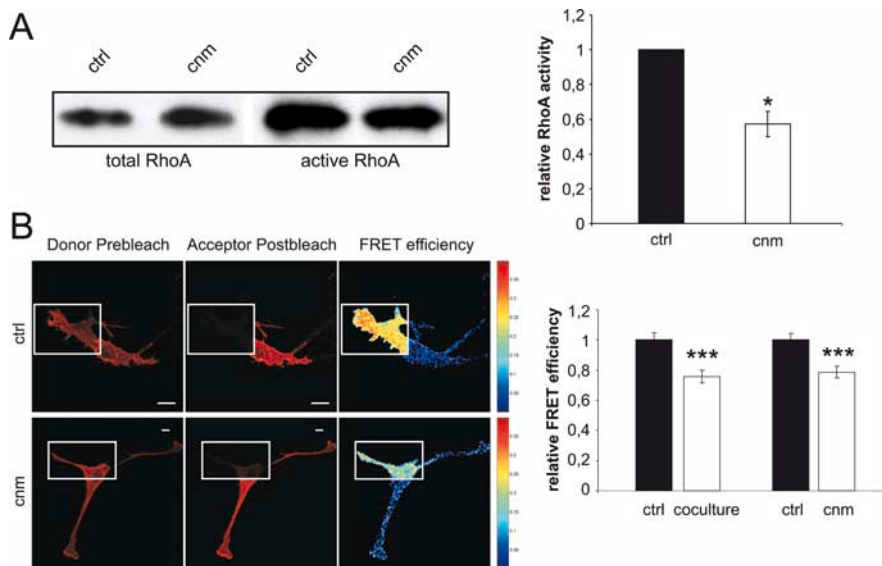 A
ctrl
cnm
ctrl
cnm
total RhoA
active RhoA
relative RhoA activity
1,2
1
0,8
0,6
0,4
0,2
0
*
ctrl
cnm
B
Donor Prebleach
Acceptor Postbleach
FRET efficiency
ctrl
cnm
relative FRET efficiency
1,2
1
0,8
0,6
0,4
0,2
0
***
***
ctrl
coculture
ctrl
cnm